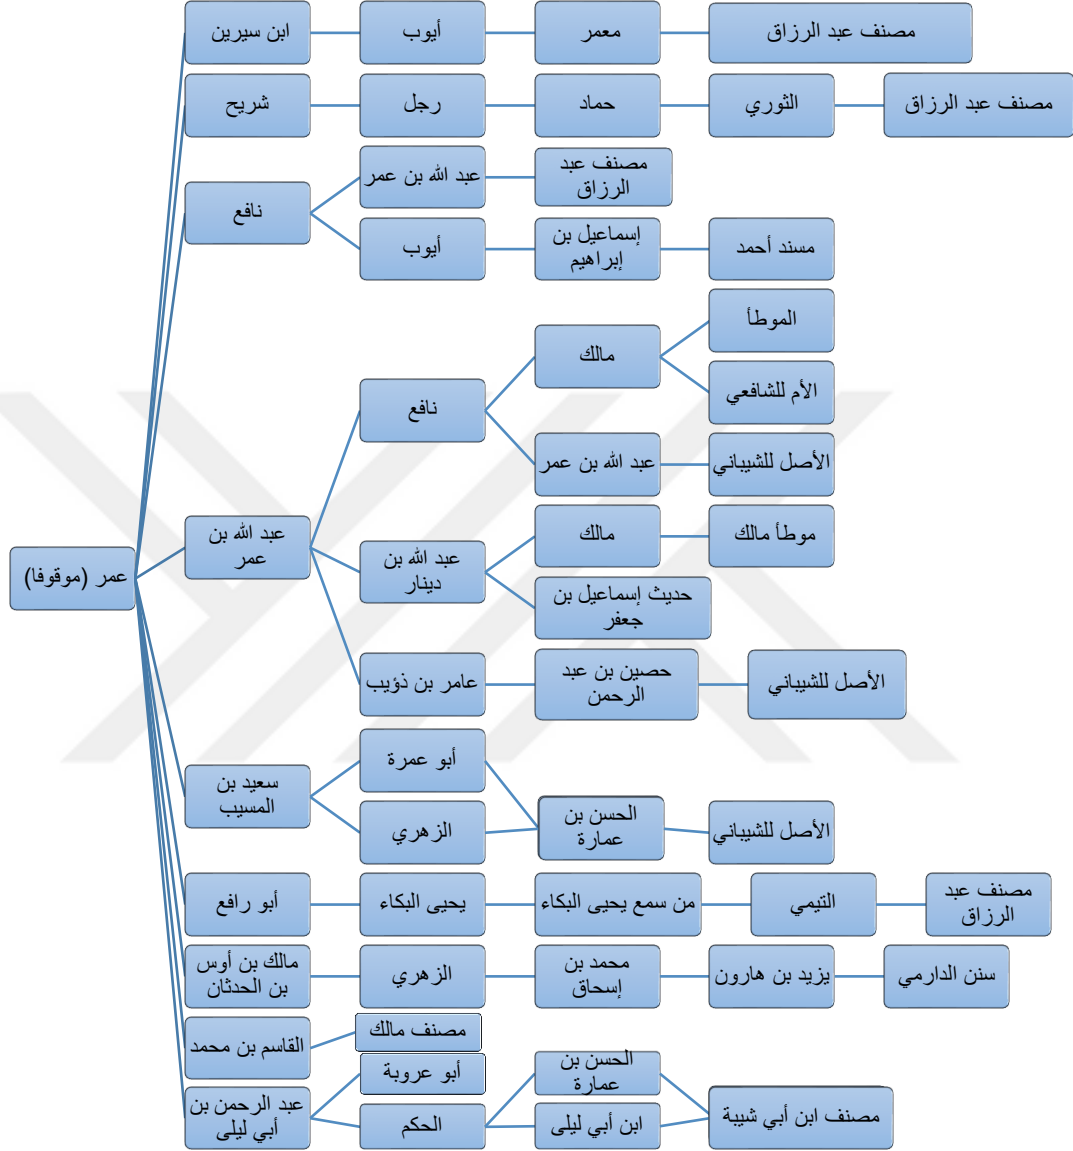 ابن سيرين
أيوب
معمر
مصنف عبد الرزاق
شريح
رجل
حماد
الثوري
مصنف عبد الرزاق
نافع
عبد الله بن عمر
مصنف عبد
الرزاق
أيوب
إسماعيل بن
إبراهيم
مسند أحمد
عمر (موقوفا)
عبد الله بن
عمر
نافع
مالك
الموطأ
الأم للشافعي
عبد الله بن عمر
الأصل للشيباني
عبد الله بن
دينار
مالك
موطأ مالك
حديث إسماعيل بن
جعفر
عامر بن ذؤيب
حصين بن عبد
الرحمن
الأصل للشيباني
سعيد بن
المسيب
أبو عمرة
الزهري
الحسن بن
عمارة
الأصل للشيباني
أبو رافع
يحيى البكاء
من سمع يحيى البكاء
التيمي
مصنف عبد
الرزاق
مالك بن أوس
بن الحدثان
الزهري
محمد بن
إسحاق
يزيد بن هارون
سنن الدارمي
القاسم بن محمد
مصنف مالك
عبد الرحمن بن
أبي ليلى
أبو عروبة
الحكم
الحسن بن
عمارة
ابن أبي ليلى
مصنف ابن أبي شيبة